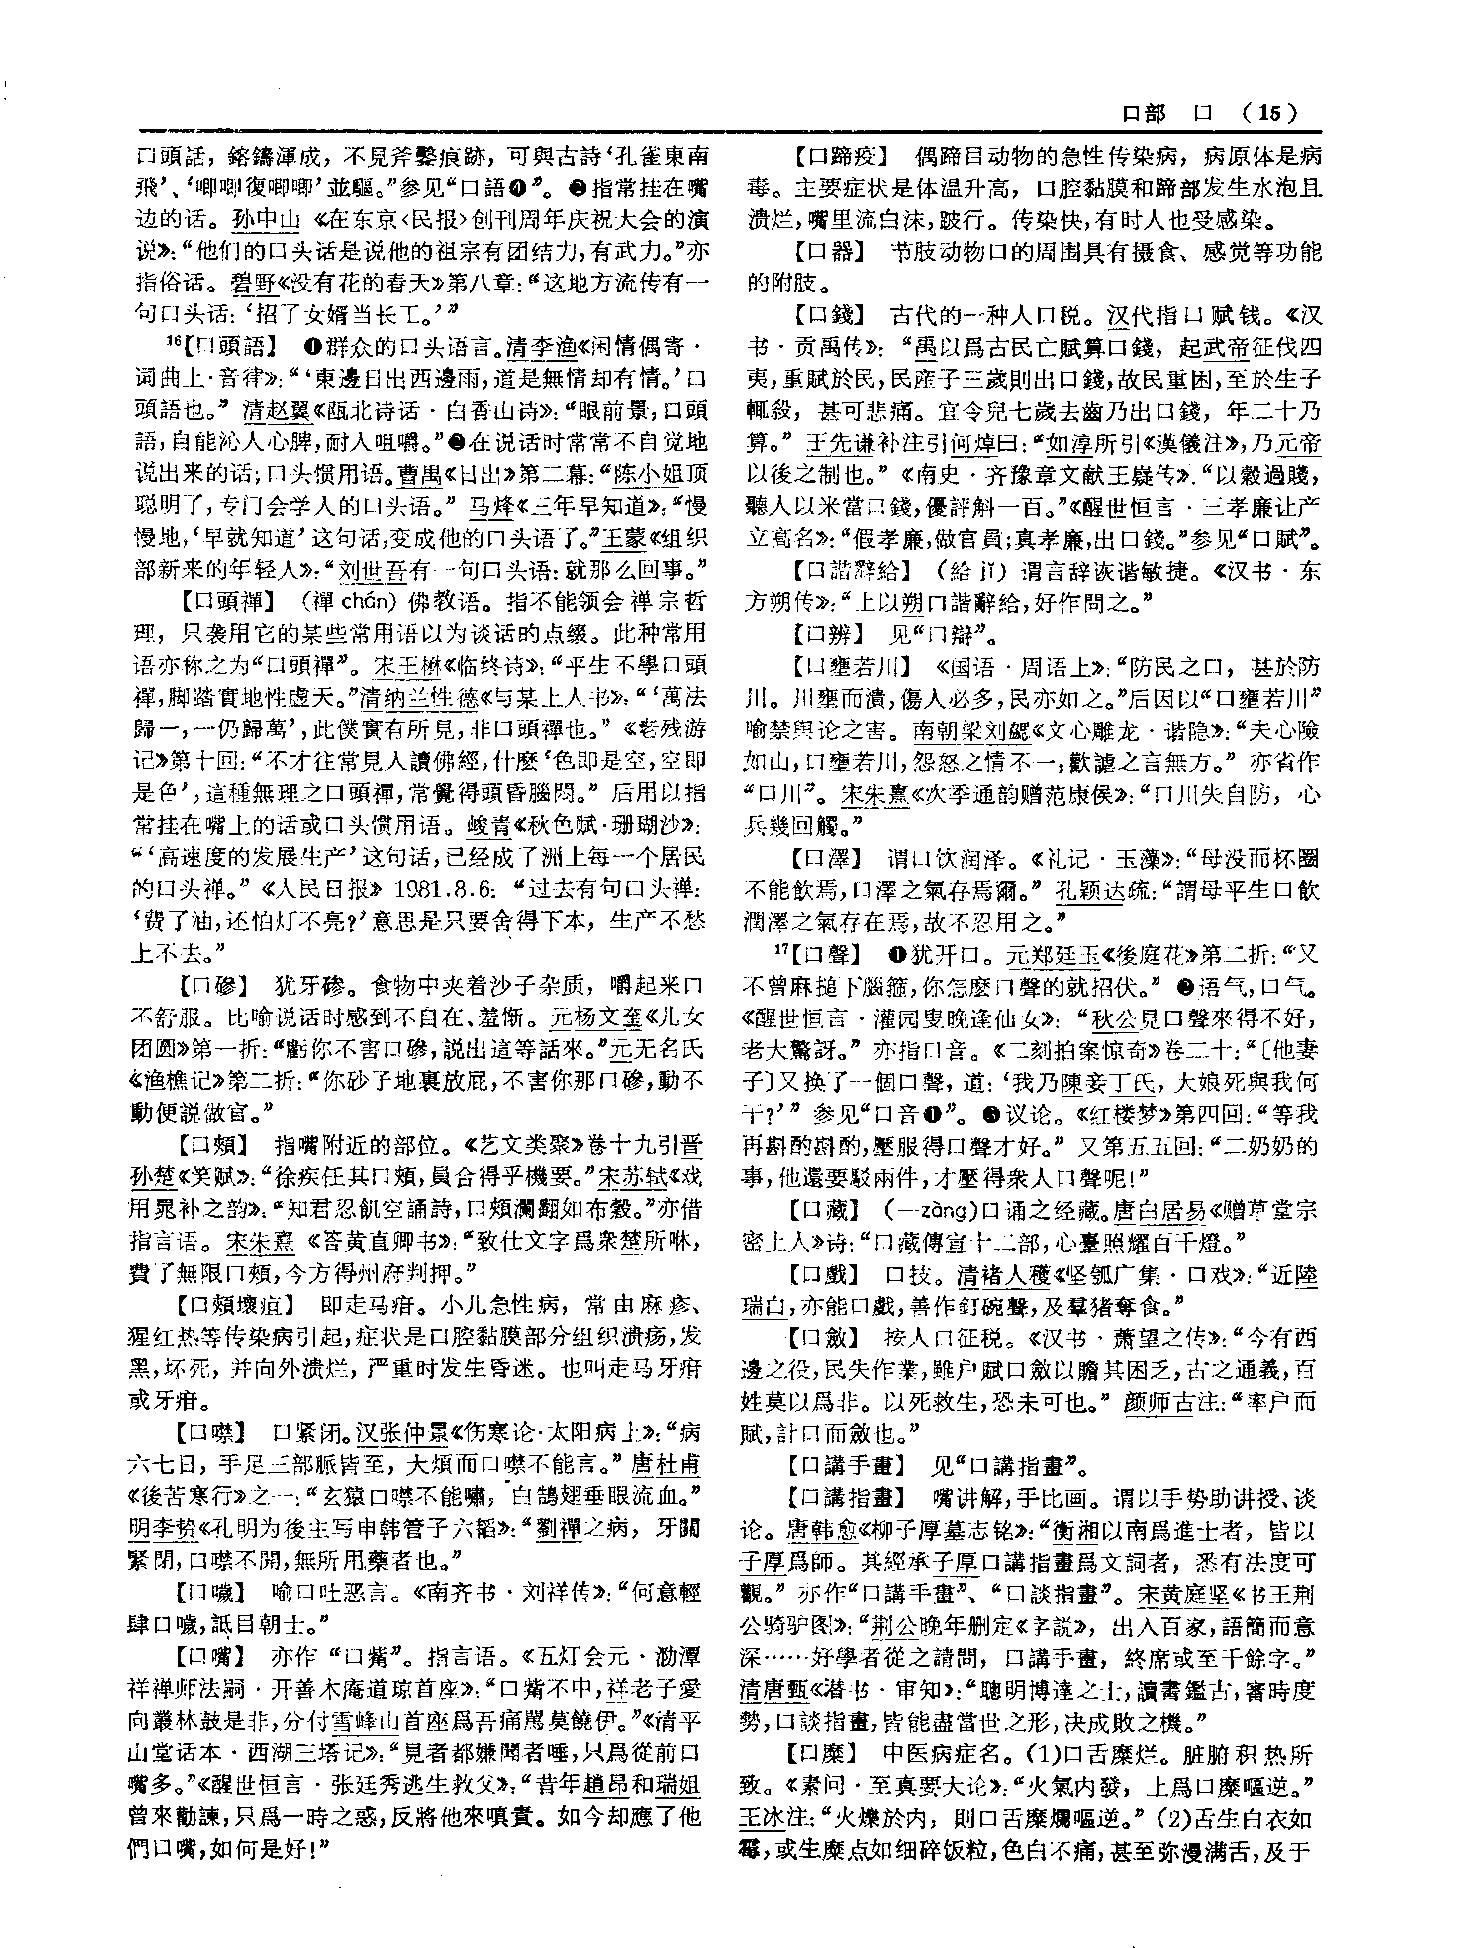 口部　口　（15）
口頭話，鎔鑄渾成，不見斧鑿痕跡，可與古詩‘孔雀東南
飛’、‘唧唧復唧唧’並驅。”参见“口語❹”。❷指常挂在嘴
边的话。孙中山《在东京〈民报〉创刊周年庆祝大会的演
说》：“他们的口头话是说他的祖宗有团结力，有武力。”亦
指俗话。碧野《没有花的春天》第八章：“这地方流传有一
句口头话：‘招了女婿当长工。’”
16【口頭語】　❶群众的口头语言。清李渔《闲情偶寄·
词曲上·音律》：“‘東邊日出西邊雨，道是無情却有情。’口
頭語也。”清赵翼《瓯北诗话·白香山诗》：“眼前景，口頭
語，自能沁人心脾，耐人咀嚼。”❷在说话时常常不自觉地
说出来的话；口头惯用语。曹禺《日出》第二幕：“陈小姐顶
聪明了，专门会学人的口头语。”马烽《三年早知道》：“慢
慢地，‘早就知道’这句话，变成他的口头语了。”王蒙《组织
部新来的年轻人》：“刘世吾有一句口头语：就那么回事。”
【口頭禪】　（禪 chán）佛教语。指不能领会禅宗哲
理，只袭用它的某些常用语以为谈话的点缀。此种常用
语亦称之为“口頭禪”。宋王楙《临终诗》：“平生不學口頭
禪，脚踏實地性虚天。”清纳兰性德《与某上人书》：“‘萬法
歸一，一仍歸萬’，此僕實有所見，非口頭禪也。”《老残游
记》第十回：“不才往常見人讀佛經，什麽‘色即是空，空即
是色’，這種無理之口頭禪，常覺得頭昏腦悶。”后用以指
常挂在嘴上的话或口头惯用语。峻青《秋色赋·珊瑚沙》：
“‘高速度的发展生产’这句话，已经成了洲上每一个居民
的口头禅。”《人民日报》1981.8.6：“过去有句口头禅：
‘費了油，还怕灯不亮？’意思是只要舍得下本，生产不愁
上不去。”
【口磣】　犹牙碜。食物中夹着沙子杂质，嚼起来口
不舒服。比喻说话时感到不自在、羞惭。元杨文奎《儿女
团圆》第一折：“虧你不害口磣，説出這等話來。”元无名氏
《渔樵记》第二折：“你砂子地裏放屁，不害你那口磣，動不
動便説做官。”
【口頰】　指嘴附近的部位。《艺文类聚》卷十九引晋
孙楚《笑赋》：“徐疾任其口頰，員合得乎機要。”宋苏轼《戏
用晁补之韵》：“知君忍飢空誦詩，口頰瀾翻如布穀。”亦借
指言语。宋朱熹《答黄直卿书》：“致仕文字爲衆楚所咻，
費了無限口頰，今方得州府判押。”
【口頰壞疽】　即走马疳。小儿急性病，常由麻疹、
猩红热等传染病引起，症状是口腔黏膜部分组织溃疡，发
黑，坏死，并向外溃烂，严重时发生昏迷。也叫走马牙疳
或牙疳。
【口噤】　口紧闭。汉张仲景《伤寒论·太阳病上》：“病
六七日，手足三部脈皆至，大煩而口噤不能言。”唐杜甫
《後苦寒行》之一：“玄猿口噤不能嘯，白鵠翅垂眼流血。”
明李贽《孔明为後主写申韩管子六韬》：“劉禪之病，牙關
緊閉，口噤不開，無所用藥者也。”
【口噦】　喻口吐恶言。《南齐书·刘祥传》：“何意輕
肆口噦，詆目朝士。”
【口嘴】　亦作“口觜”。指言语。《五灯会元·泐潭
祥禅师法嗣·开善木庵道琼首座》：“口觜不中，祥老子愛
向叢林鼓是非，分付雪峰山首座爲吾痛罵莫饒伊。”《清平
山堂话本·西湖三塔记》：“見者都嫌聞者唾，只爲從前口
嘴多。”《醒世恒言·张廷秀逃生救父》：“昔年趙昂和瑞姐
曾來勸諫，只爲一時之惑，反將他來嗔責。如今却應了他
們口嘴，如何是好！”
【口蹄疫】　偶蹄目动物的急性传染病，病原体是病
毒。主要症状是体温升高，口腔黏膜和蹄部发生水泡且
溃烂，嘴里流白沫，跛行。传染快，有时人也受感染。
【口器】　节肢动物口的周围具有摄食、感觉等功能
的附肢。
【口錢】　古代的一种人口税。汉代指口赋钱。《汉
书·贡禹传》：“禹以爲古民亡賦算口錢，起武帝征伐四
夷，重賦於民，民産子三歲則出口錢，故民重困，至於生子
輒殺，甚可悲痛。宜令兒七歲去齒乃出口錢，年二十乃
算。”王先谦补注引何焯曰：“如淳所引《漢儀注》，乃元帝
以後之制也。”《南史·齐豫章文献王嶷传》：“以穀過賤，
聽人以米當口錢，優評斛一百。”《醒世恒言·三孝廉让产
立高名》：“假孝廉，做官員；真孝廉，出口錢。”参见“口賦”。
【口諧辭給】　（給 jǐ）谓言辞诙谐敏捷。《汉书·东
方朔传》：“上以朔口諧辭給，好作問之。”
【口辨】　见“口辯”。
【口壅若川】　《国语·周语上》：“防民之口，甚於防
川。川壅而潰，傷人必多，民亦如之。”后因以“口壅若川”
喻禁舆论之害。南朝梁刘勰《文心雕龙·谐隐》：“夫心險
如山，口壅若川，怨怒之情不一，歡謔之言無方。”亦省作
“口川”。宋朱熹《次季通韵赠范康侯》：“口川失自防，心
兵幾回觸。”
【口澤】　谓口饮润泽。《礼记·玉藻》：“母没而杯圈
不能飲焉，口澤之氣存焉爾。”孔颖达疏：“謂母平生口飲
潤澤之氣存在焉，故不忍用之。”
17【口聲】　❶犹开口。元郑廷玉《後庭花》第二折：“又
不曾麻搥下腦箍，你怎麽口聲的就招伏。”❷语气，口气。
《醒世恒言·灌园叟晚逢仙女》：“秋公見口聲來得不好，
老大驚訝。”亦指口音。《二刻拍案惊奇》卷二十：“〔他妻
子〕又换了一個口聲，道：‘我乃陳妾丁氏，大娘死與我何
干？’”参见“口音❶”。❸议论。《红楼梦》第四回：“等我
再斟酌斟酌，壓服得口聲才好。”又第五五回：“二奶奶的
事，他還要駁兩件，才壓得衆人口聲呢！”
【口藏】　（—zàng）口诵之经藏。唐白居易《赠草堂宗
密上人》诗：“口藏傳宣十二部，心臺照耀百千燈。”
【口戲】　口技。清褚人穫《坚瓠广集·口戏》：“近陸
瑞白，亦能口戲，善作釘碗聲，及羣猪奪食。”
【口斂】　按人口征税。《汉书·萧望之传》：“今有西
邊之役，民失作業，雖户賦口斂以贍其困乏，古之通義，百
姓莫以爲非。以死救生，恐未可也。”颜师古注：“率户而
賦，計口而斂也。”
【口講手畫】　见“口講指畫”。
【口講指畫】　嘴讲解，手比画。谓以手势助讲授、谈
论。唐韩愈《柳子厚墓志铭》：“衡湘以南爲進士者，皆以
子厚爲師。其經承子厚口講指畫爲文詞者，悉有法度可
觀。”亦作“口講手畫”、“口談指畫”。宋黄庭坚《书王荆
公骑驴图》：“荆公晚年删定《字説》，出入百家，語簡而意
深……好學者從之請問，口講手畫，終席或至千餘字。”
清唐甄《潜书·审知》：“聰明博達之士，讀書鑑古，審時度
勢，口談指畫，皆能盡當世之形，决成敗之機。”
【口糜】　中医病症名。（1）口舌糜烂。脏腑积热所
致。《素问·至真要大论》：“火氣内發，上爲口糜嘔逆。”
王冰注：“火爍於内，則口舌糜爛嘔逆。”（2）舌生白衣如
霉，或生糜点如细碎饭粒，色白不痛，甚至弥漫满舌，及于